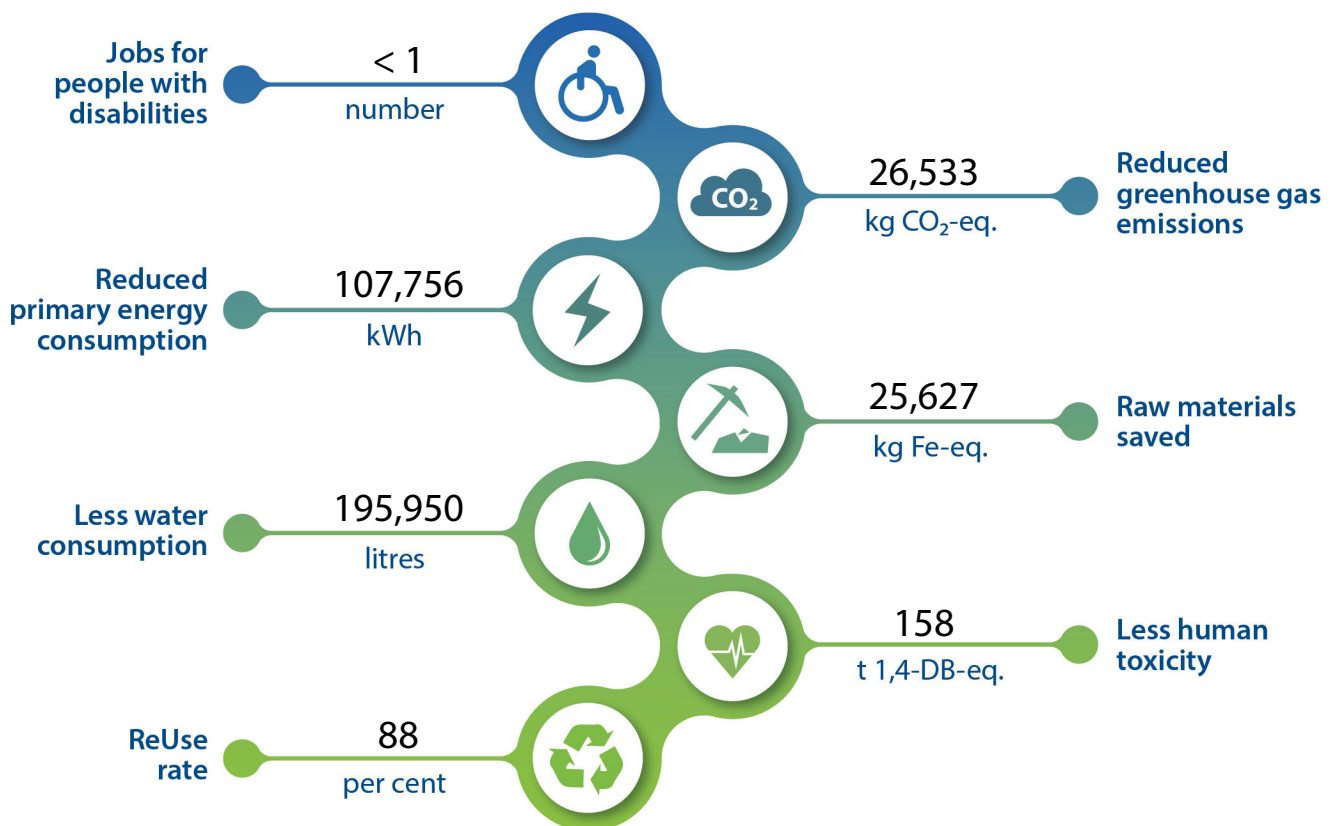 Jobs for
people with
disabilities
< 1
number
CO₂
26,533
kg CO₂-eq.
Reduced
greenhouse gas
emissions
Reduced
primary energy
consumption
107,756
kWh
25,627
kg Fe-eq.
Raw materials
saved
Less water
consumption
195,950
litres
158
t 1,4-DB-eq.
Less human
toxicity
ReUse
rate
88
per cent